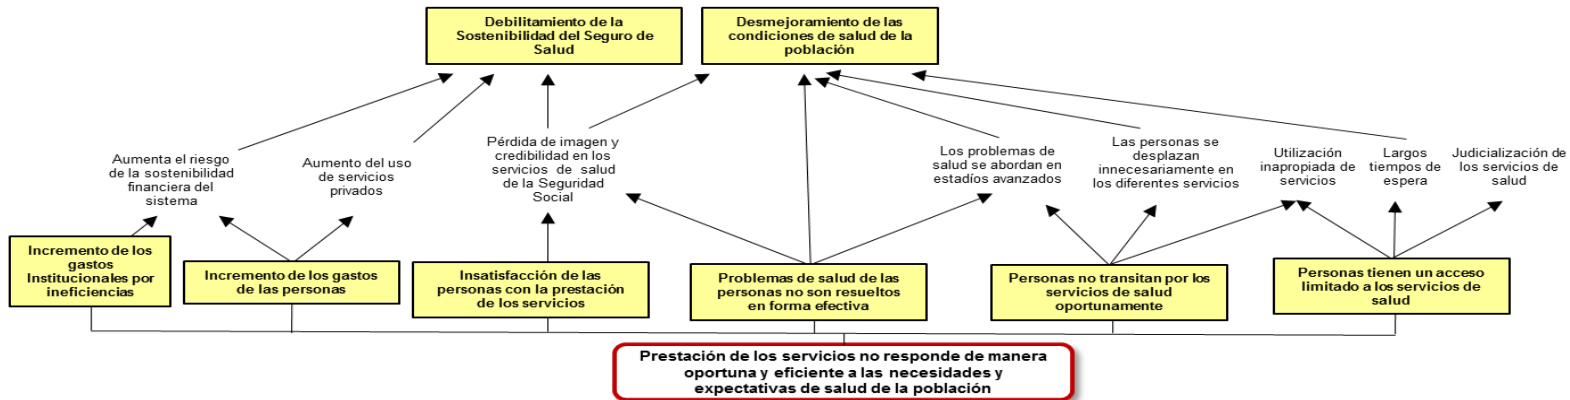 Debilitamiento de la
Sostenibilidad del Seguro de
Salud
Desmejoramiento de las
condiciones de salud de la
población
Aumenta el riesgo
de la sostenibilidad
financiera del
sistema
Aumento del uso
de servicios
privados
Pérdida de imagen y
credibilidad en los
servicios de salud
de la Seguridad
Social
Los problemas de
salud se abordan en
estadíos avanzados
Las personas se
desplazan
innecesariamente en
los diferentes servicios
Utilización
inapropiada de
servicios
Largos
tiempos de
espera
Judicialización de
los servicios de
salud
Incremento de los
gastos
Institucionales por
ineficiencias
Incremento de los gastos
de las personas
Insatisfacción de las
personas con la prestación
de los servicios
Problemas de salud de las
personas no son resueltos
en forma efectiva
Personas no transitan por los
servicios de salud
oportunamente
Personas tienen un acceso
limitado a los servicios de
salud
Prestación de los servicios no responde de manera
oportuna y eficiente a las necesidades y
expectativas de salud de la población